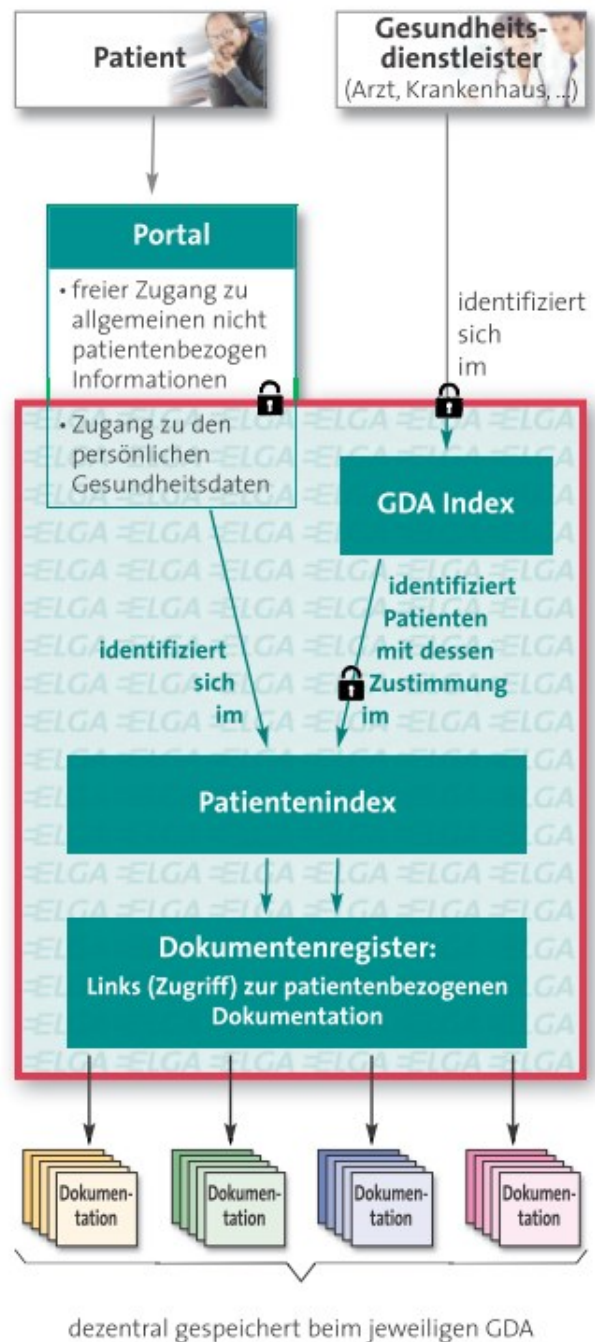 Patient
Gesundheits-
dienstleister
(Arzt, Krankenhaus, ...)
Portal
• freier Zugang zu
allgemeinen nicht
patientenbezogen
Informationen
• Zugang zu den
persönlichen
Gesundheitsdaten
identifiziert
sich
im
GDA Index
identifiziert
Patienten
mit dessen
Zustimmung
im
identifiziert
sich
im
Patientenindex
Dokumentenregister:
Links (Zugriff) zur patientenbezogenen
Dokumentation
Dokumen-
tation
Dokumen-
tation
Dokumen-
tation
Dokumen-
tation
dezentral gespeichert beim jeweiligen GDA
ELGA